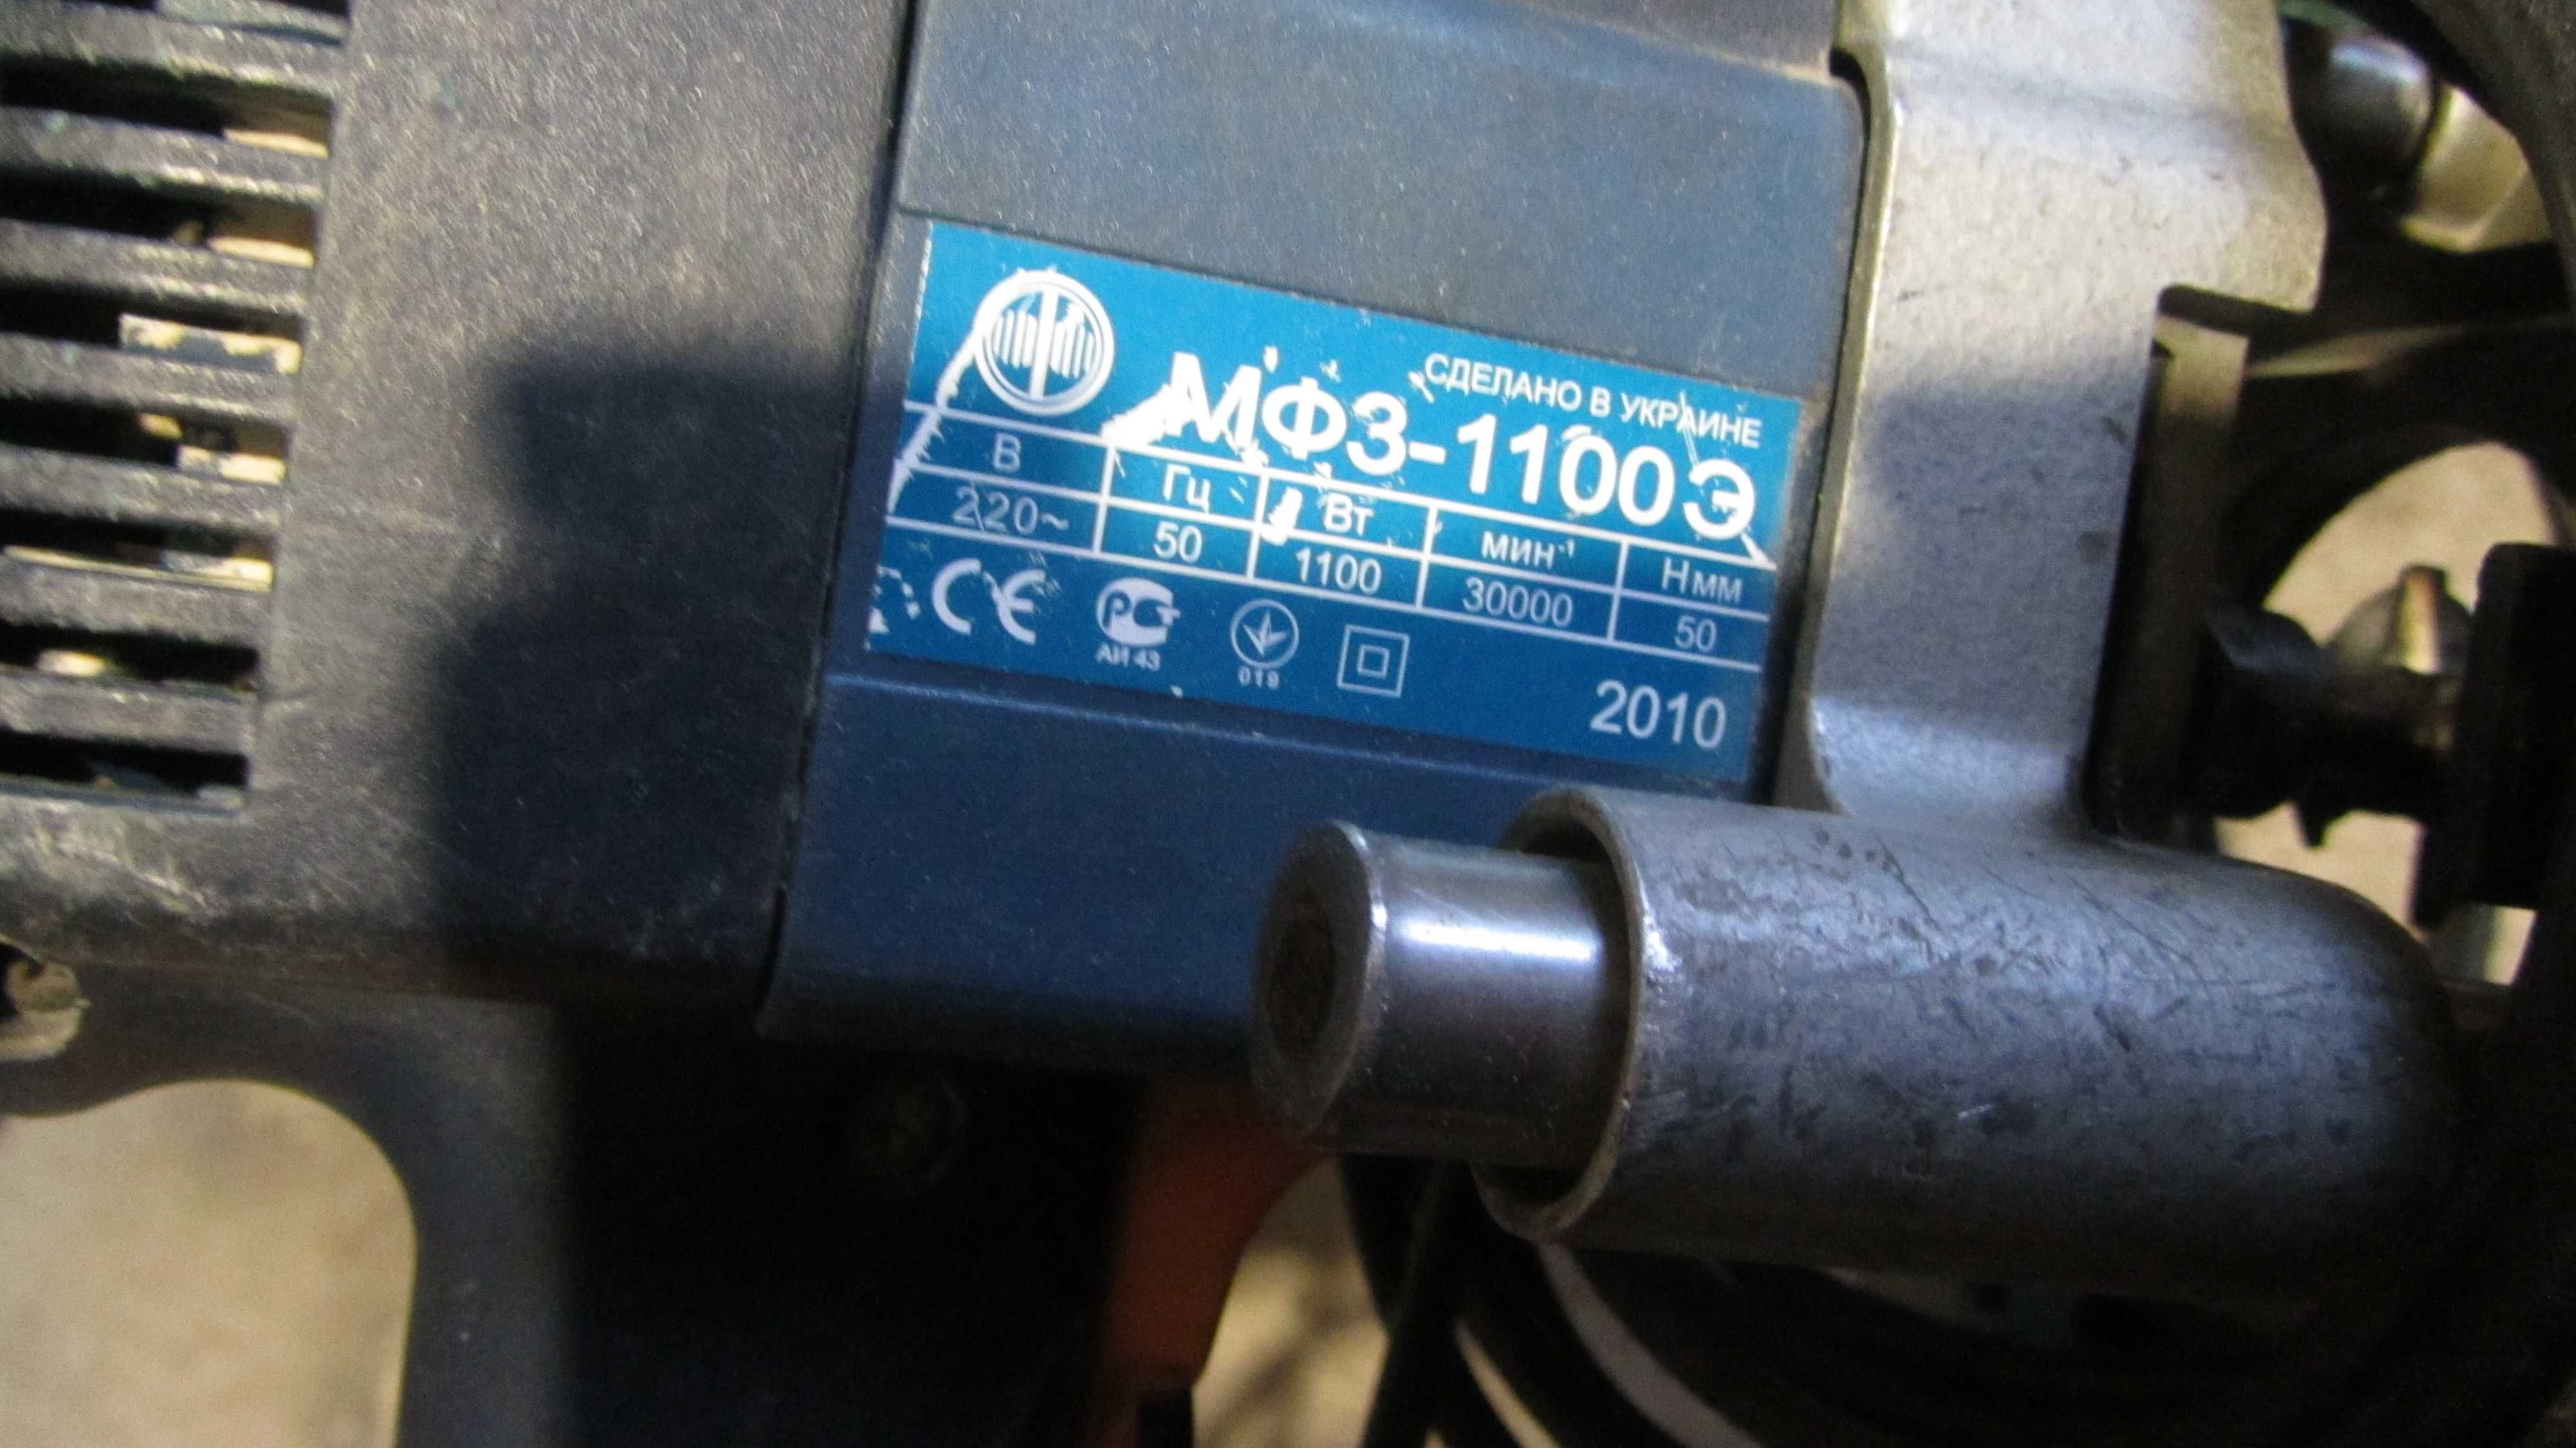 СДЕЛАНО В УКРАИНЕ
МФЗ-1100Э
В Гц Вт мин⁻¹ Нмм
220~ 50 1100 30000 50
CE РСТ
АИ 43 019
2010